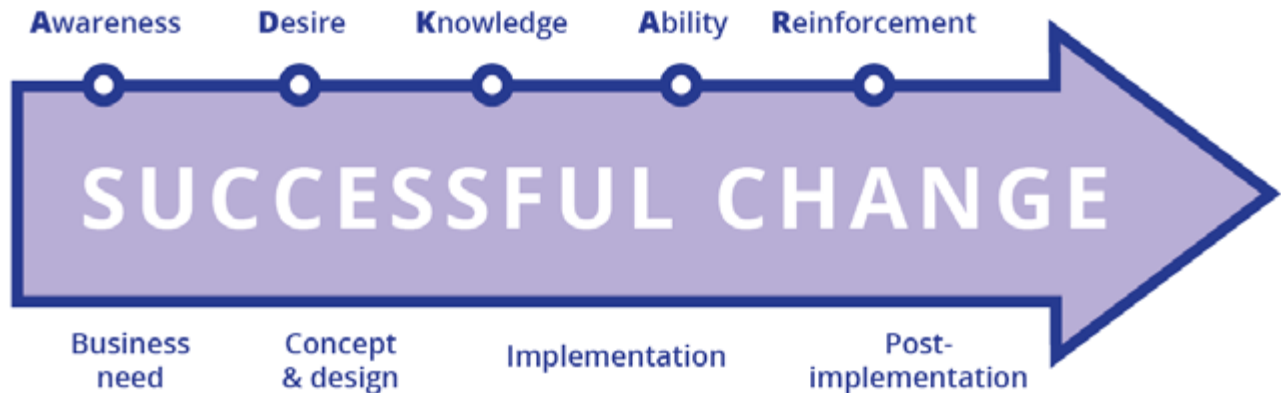 Awareness Desire Knowledge Ability Reinforcement
SUCCESSFUL CHANGE
Business need
Concept & design
Implementation
Post-implementation